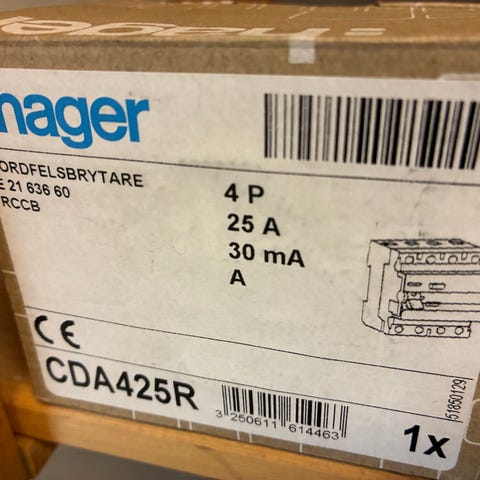 hager
ORDFELSBRYTARE
E 21 636 60
RCCB
4 P
25 A
30 mA
A
CE
CDA425R
3 250611 614463
1x
51850129